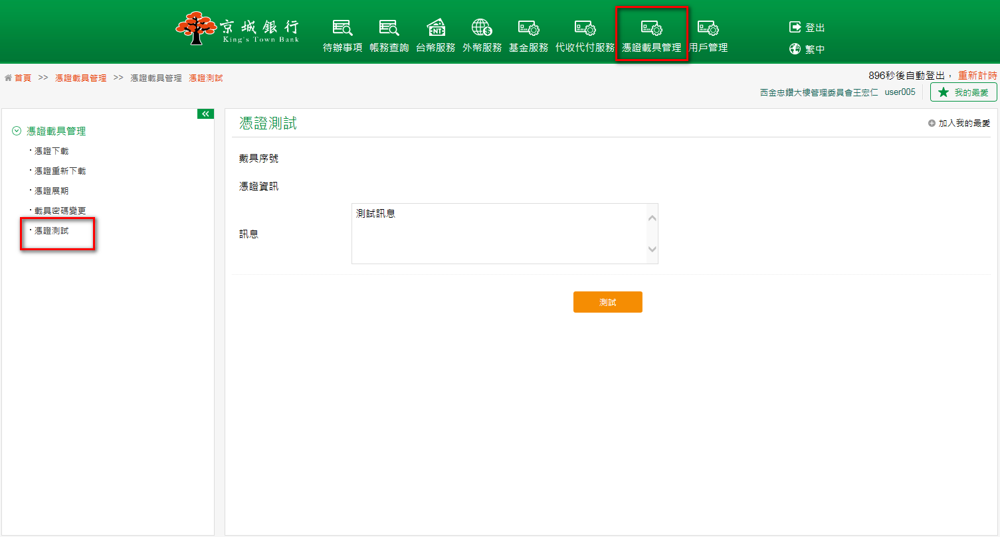 京城銀行
King's Town Bank
待辦事項 帳務查詢 台幣服務 外幣服務 基金服務 代收代付服務 憑證載具管理 用戶管理
NT$
登出
繁中
首頁 >> 憑證載具管理 >> 憑證載具管理 憑證測試
896秒後自動登出， 重新計時
西金忠鑽大樓管理委員會王宏仁 user005
我的最愛
憑證載具管理
憑證下載
憑證重新下載
憑證展期
載具密碼變更
憑證測試
憑證測試
加入我的最愛
載具序號
憑證資訊
訊息
測試訊息
測試